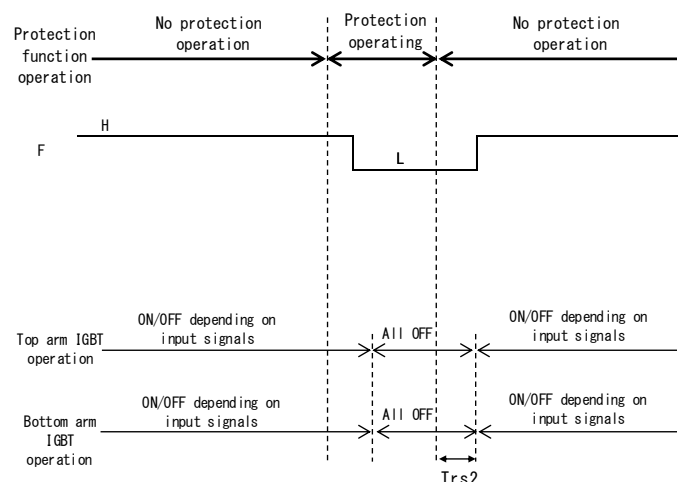 Protection
function
operation
No protection
operation
Protection
operating
No protection
operation
F
H
L
Top arm IGBT
operation
ON/OFF depending on
input signals
All OFF
ON/OFF depending on
input signals
Bottom arm
IGBT
operation
ON/OFF depending on
input signals
All OFF
ON/OFF depending on
input signals
Trs2